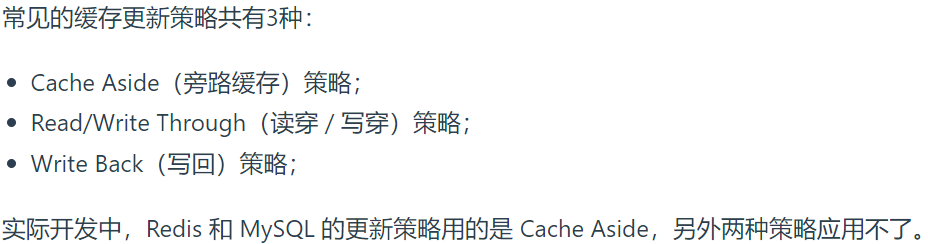 常见的缓存更新策略共有3种：
• Cache Aside（旁路缓存）策略；
• Read/Write Through（读穿 / 写穿）策略；
• Write Back（写回）策略；
实际开发中，Redis 和 MySQL 的更新策略用的是 Cache Aside，另外两种策略应用不了。